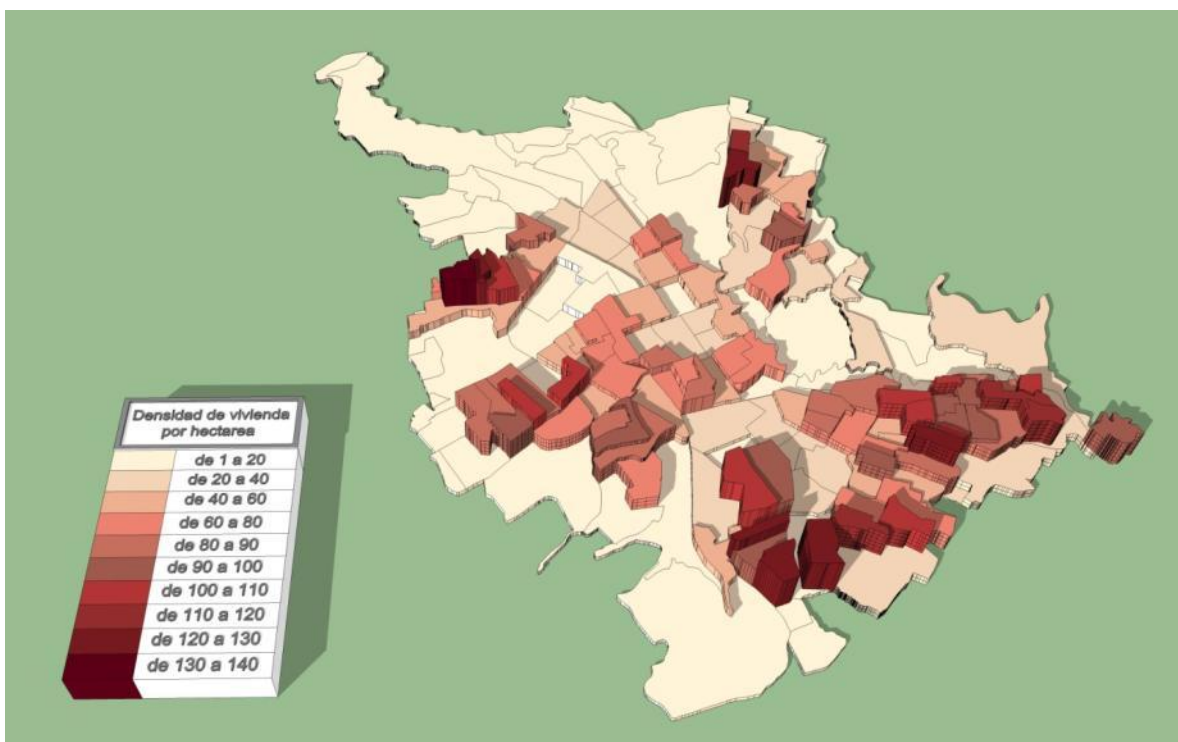 Densidad de vivienda
por hectarea
de 1 a 20
de 20 a 40
de 40 a 60
de 60 a 80
de 80 a 90
de 90 a 100
de 100 a 110
de 110 a 120
de 120 a 130
de 130 a 140